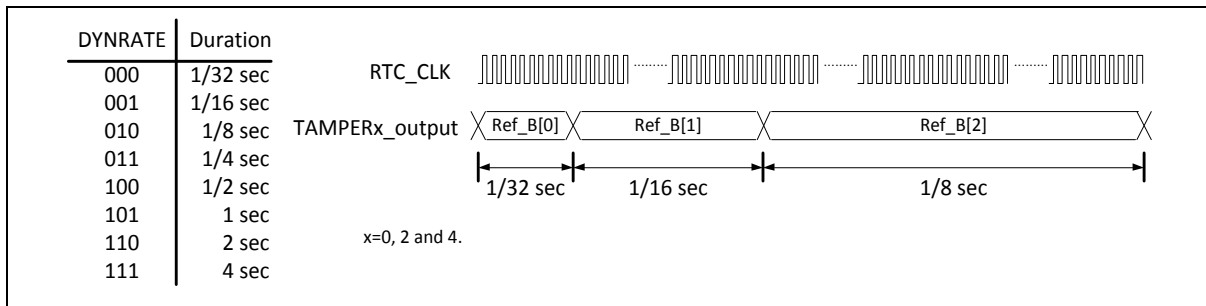 DYNRATE Duration
000 1/32 sec
001 1/16 sec
010 1/8 sec
011 1/4 sec
100 1/2 sec
101 1 sec
110 2 sec
111 4 sec
RTC_CLK
TAMPERx_output Ref_B[0] Ref_B[1] Ref_B[2]
1/32 sec 1/16 sec 1/8 sec
x=0, 2 and 4.